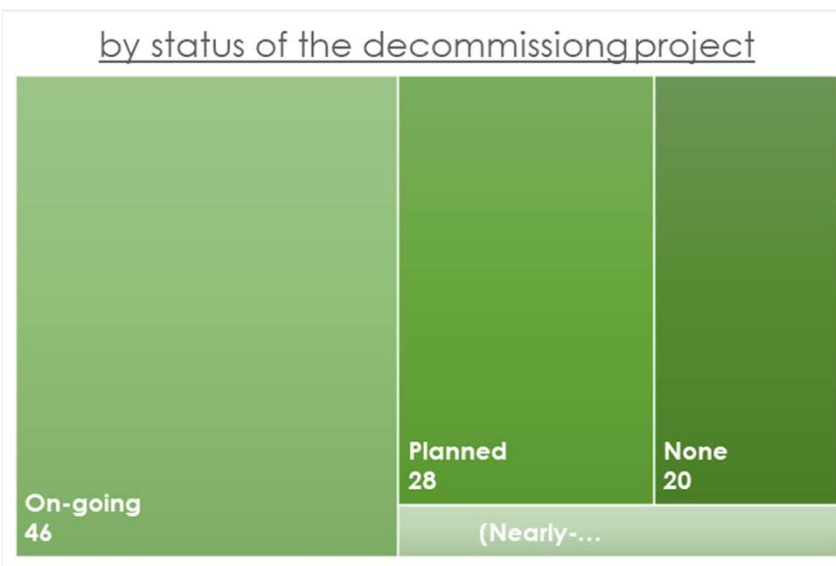 by status of the decommissiong project
On-going
46
Planned
28
None
20
(Nearly-...